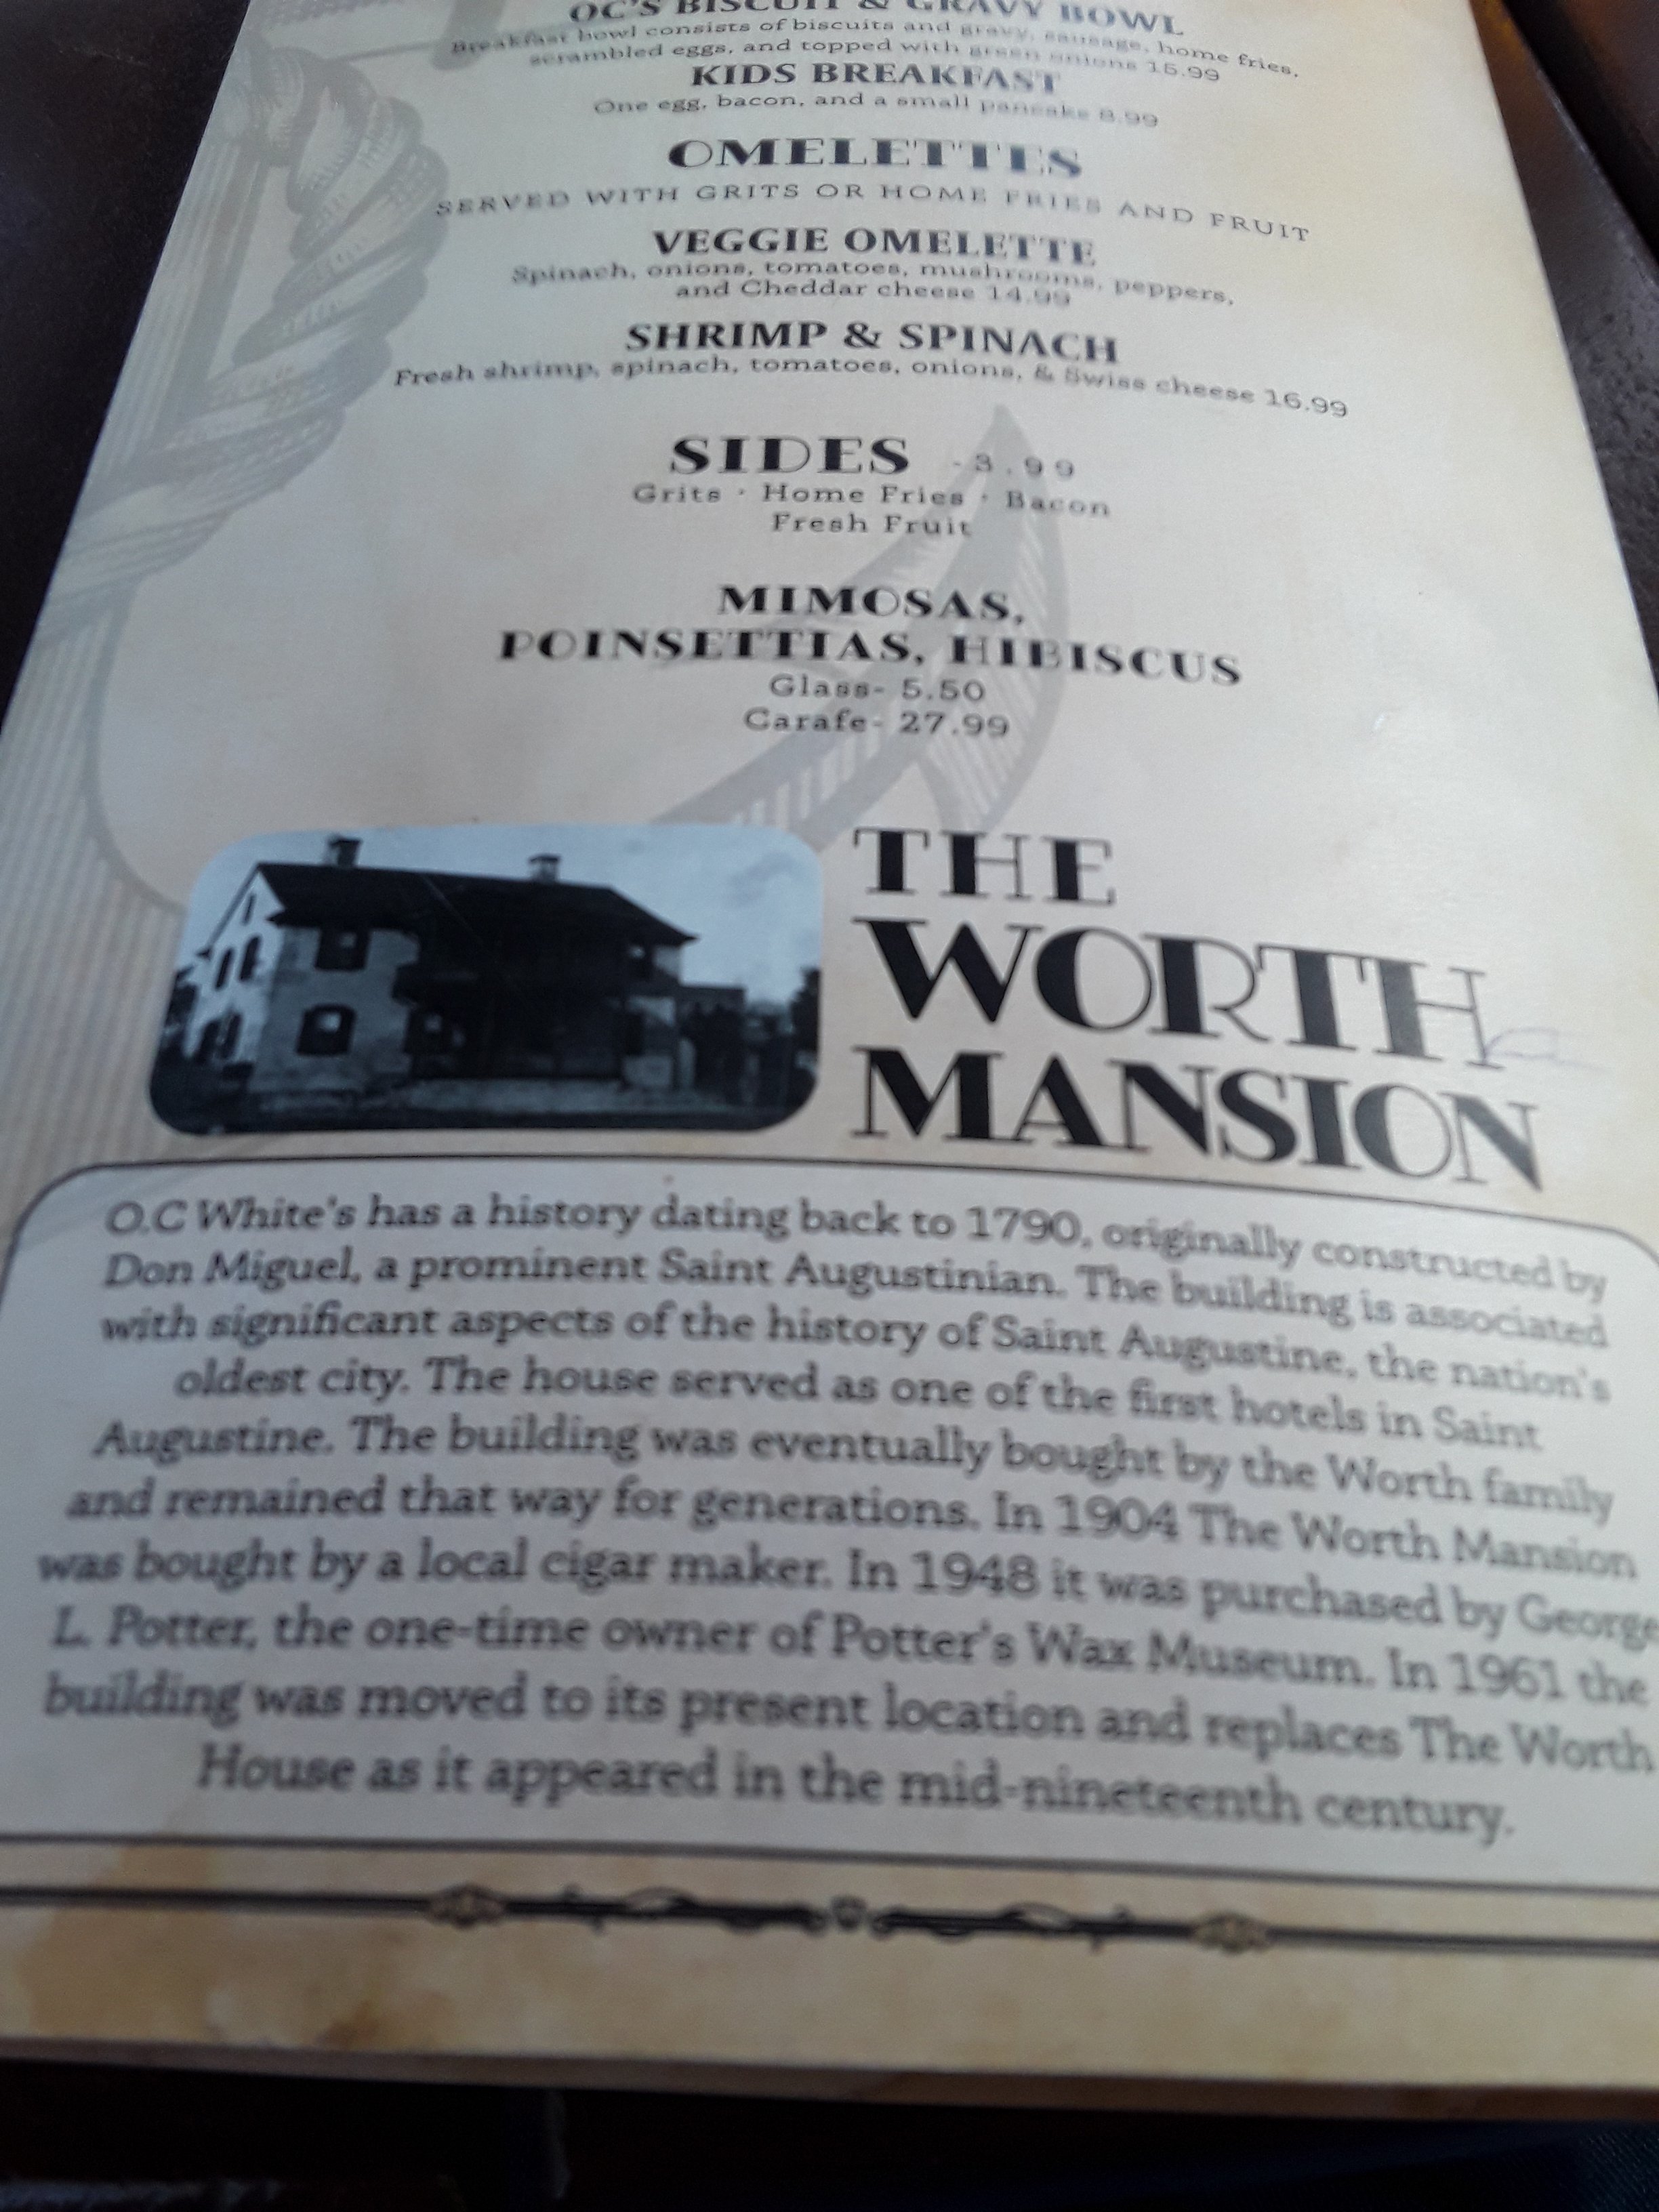 OC'S BISCUIT & GRAVY BOWL
Breakfast bowl consists of biscuits and gravy, sausage, home fries,
scrambled eggs, and topped with green onions 15.99
KIDS BREAKFAST
One egg, bacon, and a small pancake 8.99
OMELETTES
SERVED WITH GRITS OR HOME FRIES AND FRUIT
VEGGIE OMELETTE
Spinach, onions, tomatoes, mushrooms, peppers,
and Cheddar cheese 14.99
SHRIMP & SPINACH
Fresh shrimp, spinach, tomatoes, onions, & Swiss cheese 16.99
SIDES -3.99
Grits · Home Fries · Bacon
Fresh Fruit
MIMOSAS,
POINSETTIAS, HIBISCUS
Glass- 5.50
Carafe- 27.99
THE
WORTH
MANSION
O.C White's has a history dating back to 1790, originally constructed by
Don Miguel, a prominent Saint Augustinian. The building is associated
with significant aspects of the history of Saint Augustine, the nation's
oldest city. The house served as one of the first hotels in Saint
Augustine. The building was eventually bought by the Worth family
and remained that way for generations. In 1904 The Worth Mansion
was bought by a local cigar maker. In 1948 it was purchased by George
L. Potter, the one-time owner of Potter's Wax Museum. In 1961 the
building was moved to its present location and replaces The Worth
House as it appeared in the mid-nineteenth century.